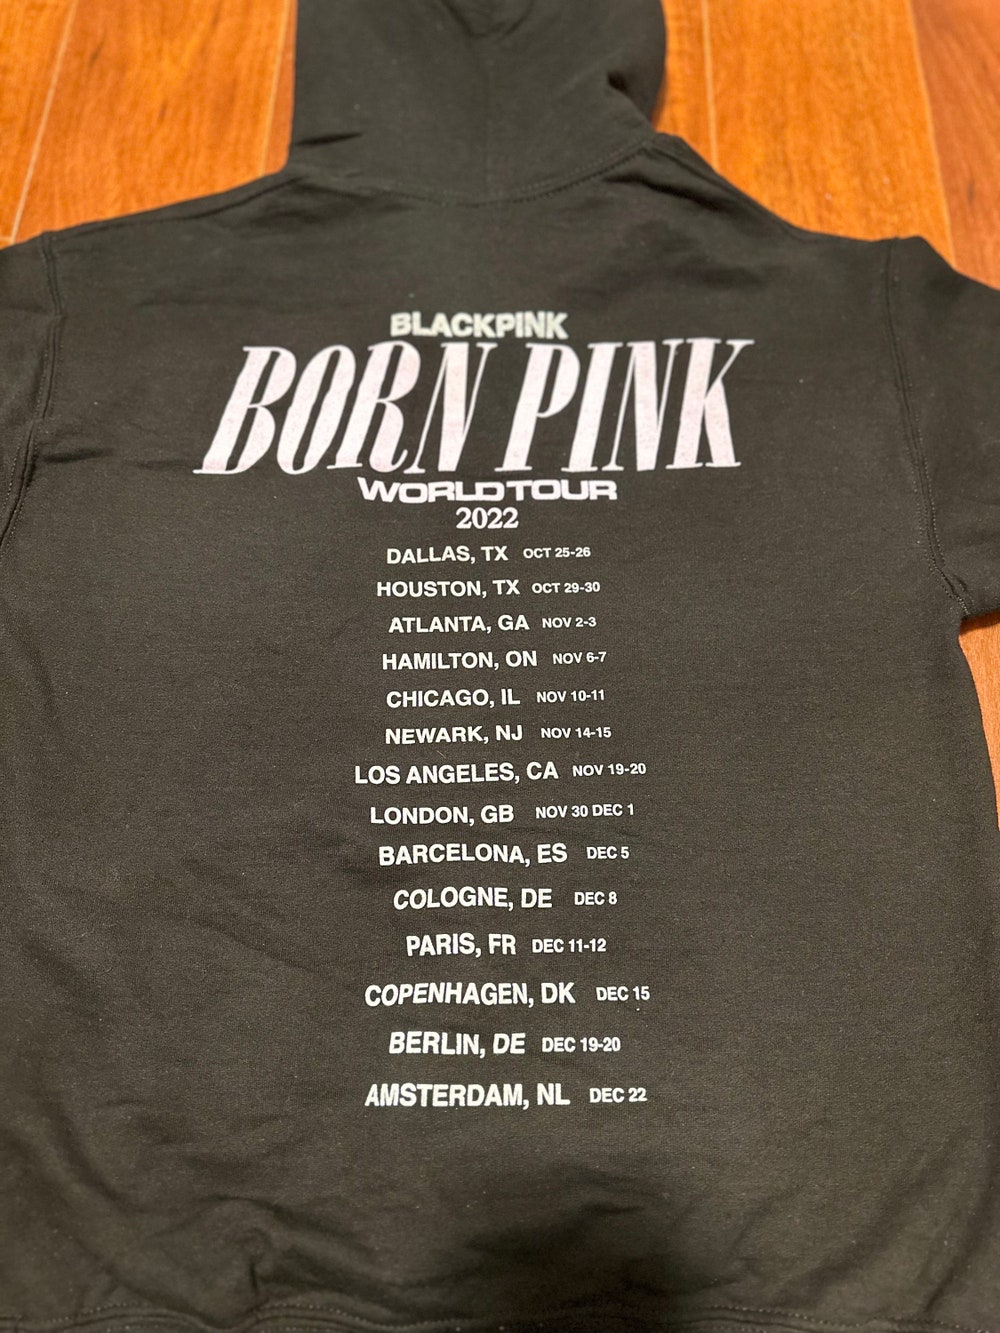 BLACKPINK
BORN PINK
WORLD TOUR
2022
DALLAS, TX OCT 25-26
HOUSTON, TX OCT 29-30
ATLANTA, GA NOV 2-3
HAMILTON, ON NOV 6-7
CHICAGO, IL NOV 10-11
NEWARK, NJ NOV 14-15
LOS ANGELES, CA NOV 19-20
LONDON, GB NOV 30 DEC 1
BARCELONA, ES DEC 5
COLOGNE, DE DEC 8
PARIS, FR DEC 11-12
COPENHAGEN, DK DEC 15
BERLIN, DE DEC 19-20
AMSTERDAM, NL DEC 22